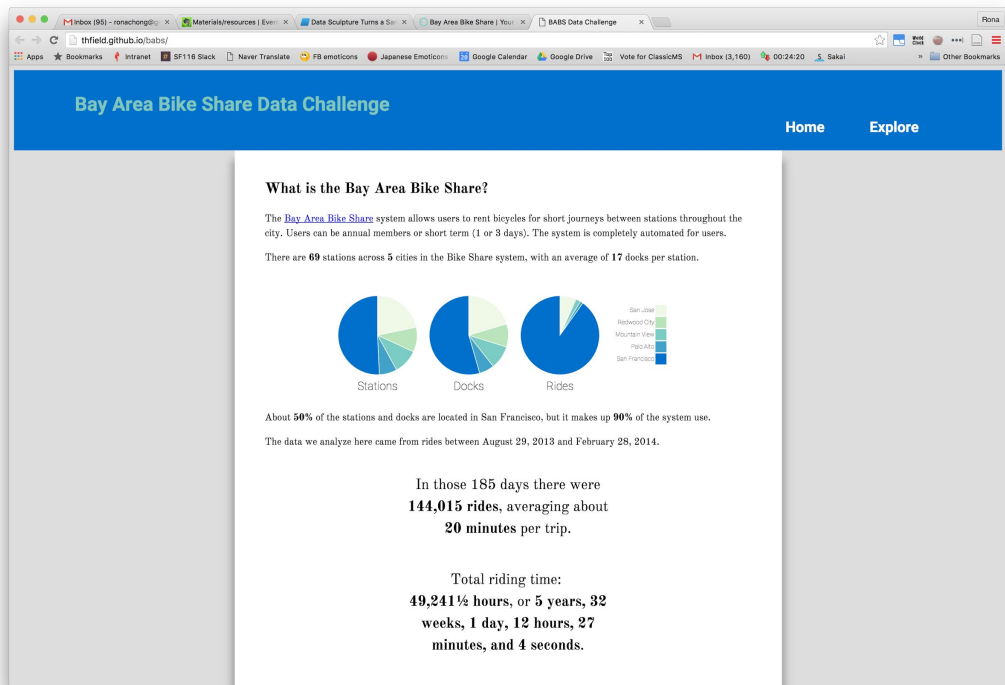 Inbox (95) - ronachong@g
Materials/resources | Evern
Data Sculpture Turns a San
Bay Area Bike Share | Your
BABS Data Challenge
Rona
thfield.github.io/babs/
Apps Bookmarks Intranet SF116 Slack Naver Translate FB emoticons Japanese Emoticons Google Calendar Google Drive Vote for ClassicMS Inbox (3,160) 00:24:20 Sakai » Other Bookmarks
Bay Area Bike Share Data Challenge
Home Explore
What is the Bay Area Bike Share?
The Bay Area Bike Share system allows users to rent bicycles for short journeys between stations throughout the
city. Users can be annual members or short term (1 or 3 days). The system is completely automated for users.
There are 69 stations across 5 cities in the Bike Share system, with an average of 17 docks per station.
San Jose
Redwood City
Mountain View
Palo Alto
San Francisco
Stations Docks Rides
About 50% of the stations and docks are located in San Francisco, but it makes up 90% of the system use.
The data we analyze here came from rides between August 29, 2013 and February 28, 2014.
In those 185 days there were
144,015 rides, averaging about
20 minutes per trip.
Total riding time:
49,241½ hours, or 5 years, 32
weeks, 1 day, 12 hours, 27
minutes, and 4 seconds.